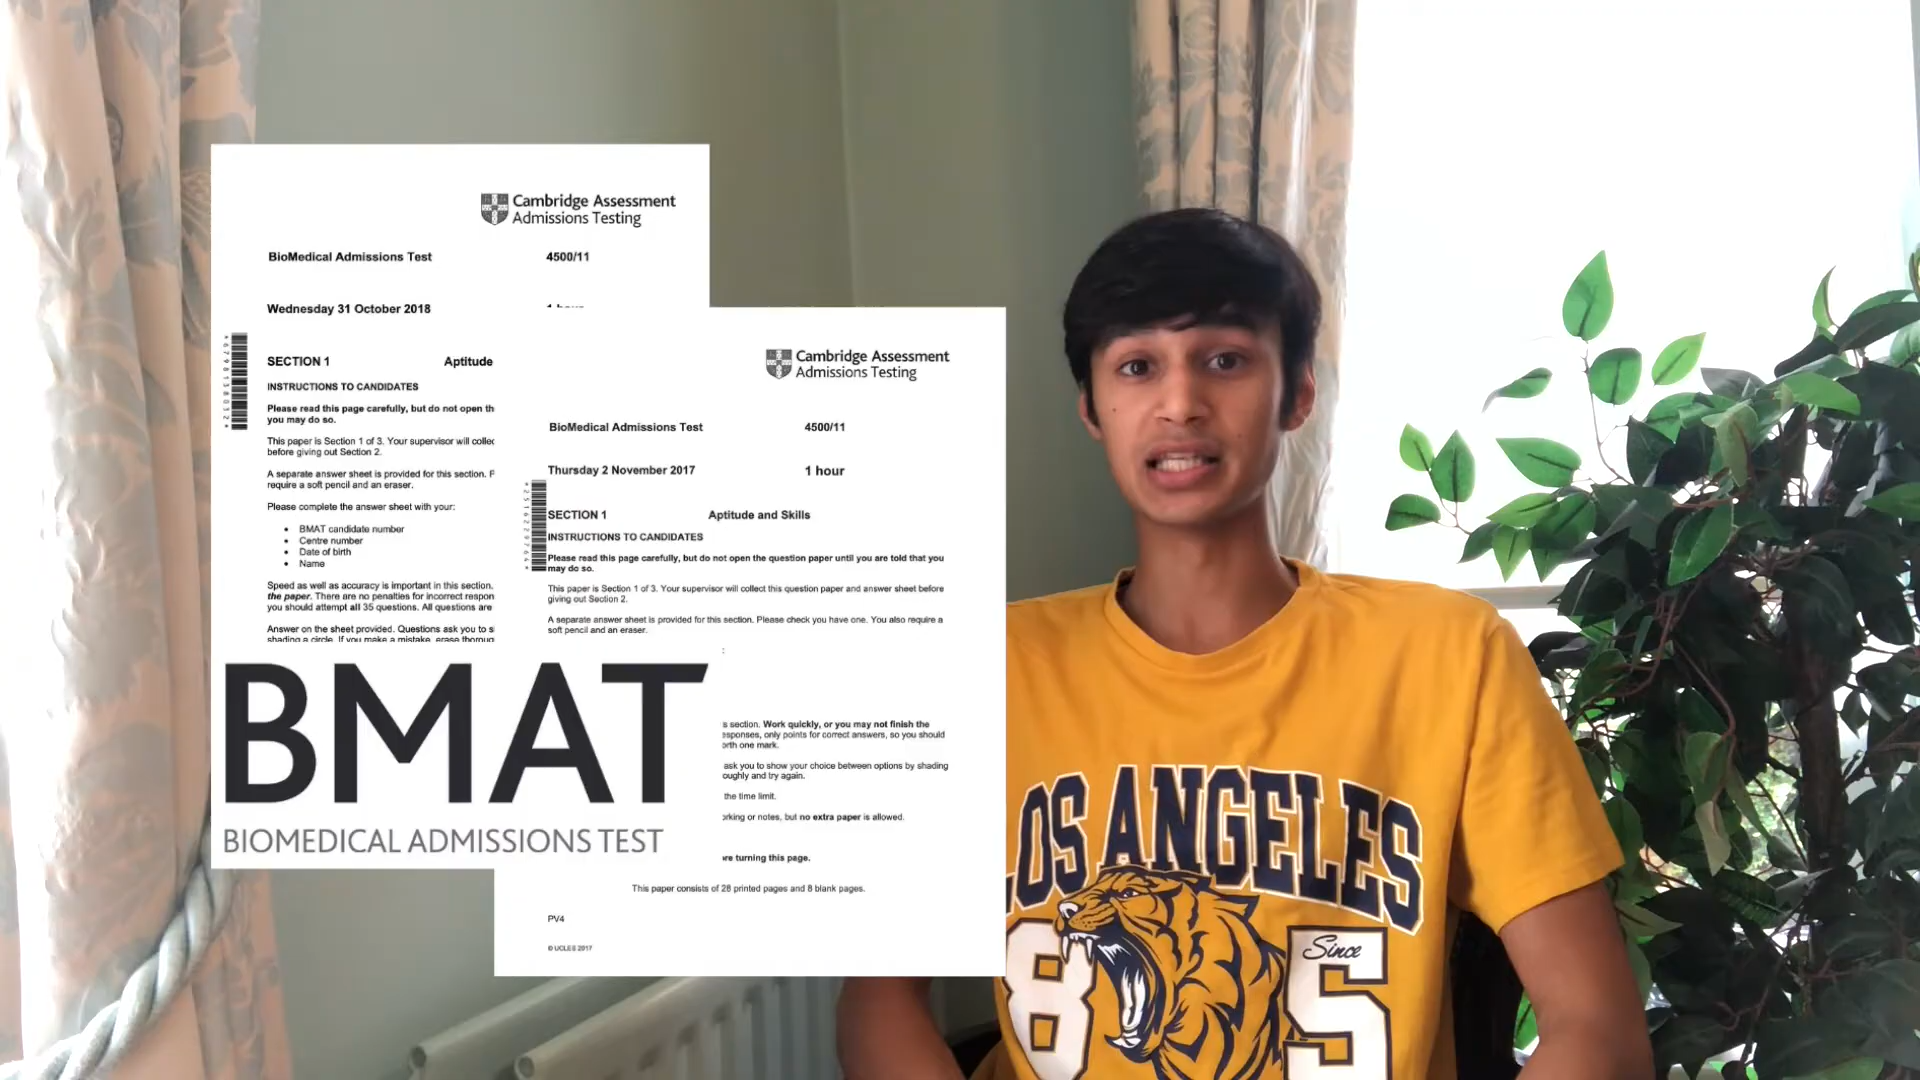 Cambridge Assessment
Admissions Testing
BioMedical Admissions Test 4500/11
Wednesday 31 October 2018
SECTION 1 Aptitude
INSTRUCTIONS TO CANDIDATES
Please read this page carefully, but do not open th
you may do so.
This paper is Section 1 of 3. Your supervisor will collec
before giving out Section 2.
A separate answer sheet is provided for this section. P
require a soft pencil and an eraser.
Please complete the answer sheet with your:
• BMAT candidate number
• Centre number
• Date of birth
• Name
Speed as well as accuracy is important in this section.
the paper. There are no penalties for incorrect respon
you should attempt all 35 questions. All questions are
Answer on the sheet provided. Questions ask you to s
shading a circle. If you make a mistake, erase thoroug
BMAT
BIOMEDICAL ADMISSIONS TEST
Cambridge Assessment
Admissions Testing
BioMedical Admissions Test 4500/11
Thursday 2 November 2017 1 hour
SECTION 1 Aptitude and Skills
INSTRUCTIONS TO CANDIDATES
Please read this page carefully, but do not open the question paper until you are told that you
may do so.
This paper is Section 1 of 3. Your supervisor will collect this question paper and answer sheet before
giving out Section 2.
A separate answer sheet is provided for this section. Please check you have one. You also require a
soft pencil and an eraser.
s section. Work quickly, or you may not finish the
esponses, only points for correct answers, so you should
orth one mark.
ask you to show your choice between options by shading
oughly and try again.
the time limit.
orking or notes, but no extra paper is allowed.
re turning this page.
This paper consists of 28 printed pages and 8 blank pages.
PV4
© UCLES 2017
LOS ANGELES
Since
85